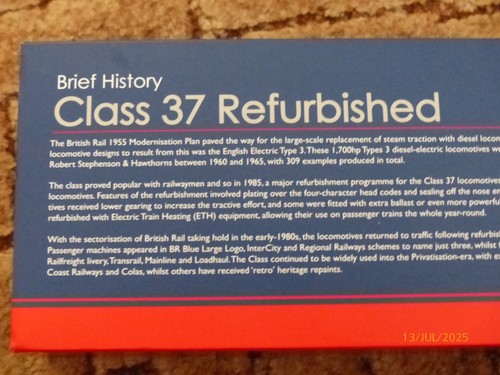 Brief History
Class 37 Refurbished
The British Rail 1955 Modernisation Plan paved the way for the large-scale replacement of steam traction with diesel locom
locomotive designs to result from this was the English Electric Type 3. These 1,700hp Types 3 diesel-electric locomotives we
Robert Stephenson & Hawthorns between 1960 and 1965, with 309 examples produced in total.
The class proved popular with railwaymen and so in 1985, a major refurbishment programme for the Class 37 locomotives
locomotives. Features of the refurbishment involved plating over the four-character head codes and sealing off the nose en
tives received lower gearing to increase the tractive effort, and some were fitted with extra ballast or even more powerful
refurbished with Electric Train Heating (ETH) equipment, allowing their use on passenger trains the whole year-round.
With the sectorisation of British Rail taking hold in the early-1980s, the locomotives returned to traffic following refurbis
Passenger machines appeared in BR Blue Large Logo, InterCity and Regional Railways schemes to name just three, whilst f
Railfreight livery, Transrail, Mainline and Loadhaul. The Class continued to be widely used into the Privatisation-era, with ex
Coast Railways and Colas, whilst others have received 'retro' heritage repaints.
13/JUL/2025